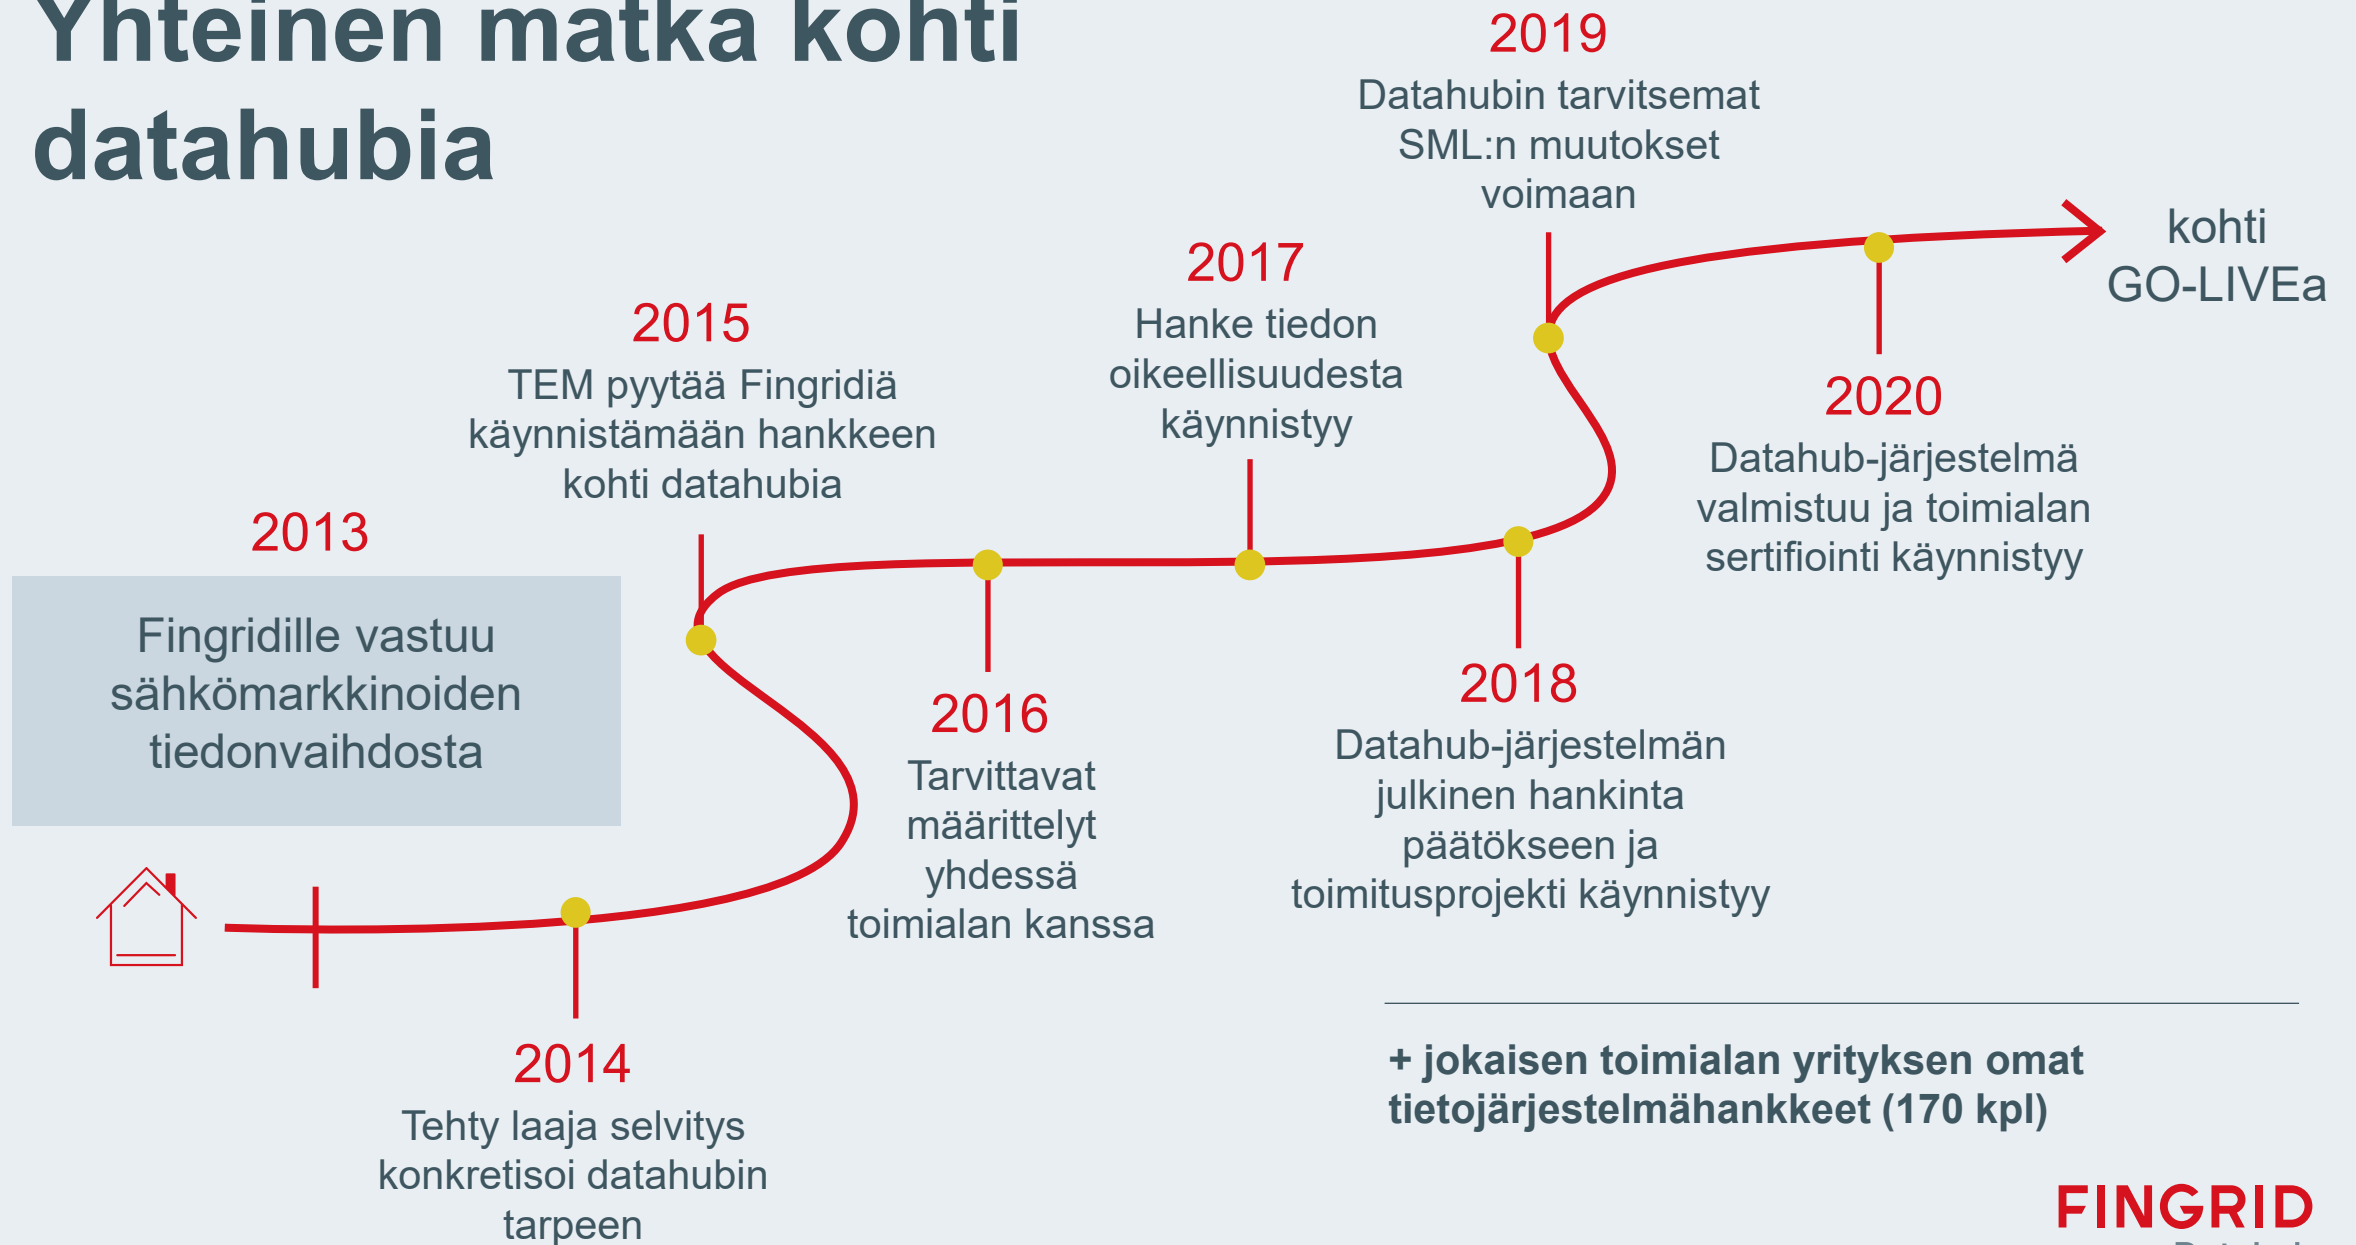 Yhteinen matka kohti
datahubia
2013
Fingridille vastuu
sähkömarkkinoiden
tiedonvaihdosta
2014
Tehty laaja selvitys
konkretisoi datahubin
tarpeen
2015
TEM pyytää Fingridiä
käynnistämään hankkeen
kohti datahubia
2016
Tarvittavat
määrittelyt
yhdessä
toimialan kanssa
2017
Hanke tiedon
oikeellisuudesta
käynnistyy
2018
Datahub-järjestelmän
julkinen hankinta
päätökseen ja
toimitusprojekti käynnistyy
2019
Datahubin tarvitsemat
SML:n muutokset
voimaan
2020
Datahub-järjestelmä
valmistuu ja toimialan
sertifiointi käynnistyy
kohti
GO-LIVEa
+ jokaisen toimialan yrityksen omat
tietojärjestelmähankkeet (170 kpl)
FINGRID